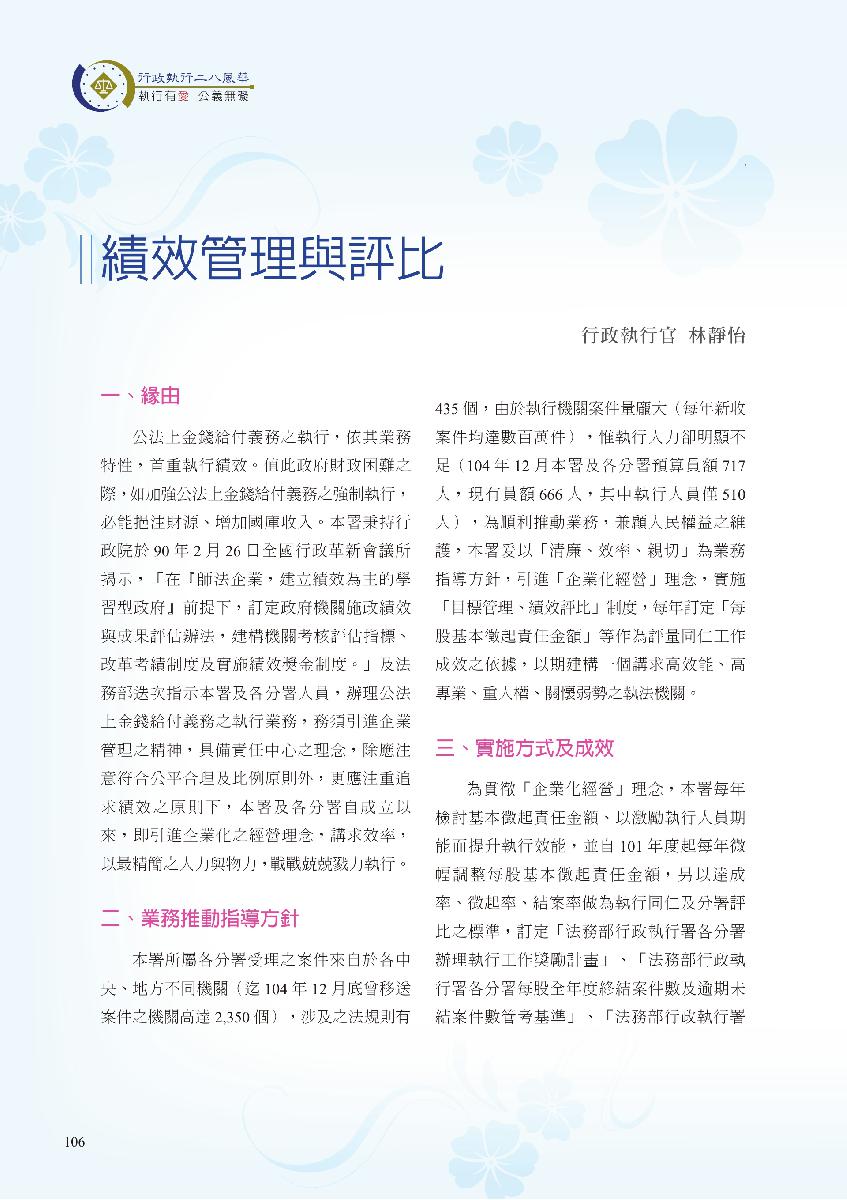 行政執行二八風華
執行有愛 公義無礙
績效管理與評比
行政執行官 林靜怡
一、緣由
公法上金錢給付義務之執行，依其業務
特性，首重執行績效。值此政府財政困難之
際，如加強公法上金錢給付義務之強制執行，
必能挹注財源、增加國庫收入。本署秉持行
政院於 90 年 2 月 26 日全國行政革新會議所
揭示，「在『師法企業，建立績效為主的學
習型政府』前提下，訂定政府機關施政績效
與成果評估辦法，建構機關考核評估指標、
改革考績制度及實施績效獎金制度。」及法
務部迭次指示本署及各分署人員，辦理公法
上金錢給付義務之執行業務，務須引進企業
管理之精神，具備責任中心之理念，除應注
意符合公平合理及比例原則外，更應注重追
求績效之原則下，本署及各分署自成立以
來，即引進企業化之經營理念，講求效率，
以最精簡之人力與物力，戰戰兢兢戮力執行。
二、業務推動指導方針
本署所屬各分署受理之案件來自於各中
央、地方不同機關（迄 104 年 12 月底曾移送
案件之機關高達 2,350 個），涉及之法規則有
435 個，由於執行機關案件量龐大（每年新收
案件均達數百萬件），惟執行人力卻明顯不
足（104 年 12 月本署及各分署預算員額 717
人，現有員額 666 人，其中執行人員僅 510
人），為順利推動業務，兼顧人民權益之維
護，本署爰以「清廉、效率、親切」為業務
指導方針，引進「企業化經營」理念，實施
「目標管理、績效評比」制度，每年訂定「每
股基本徵起責任金額」等作為評量同仁工作
成效之依據，以期建構一個講求高效能、高
專業、重人權、關懷弱勢之執法機關。
三、實施方式及成效
為貫徹「企業化經營」理念，本署每年
檢討基本徵起責任金額、以激勵執行人員期
能而提升執行效能，並自 101 年度起每年微
幅調整每股基本徵起責任金額，另以達成
率、徵起率、結案率做為執行同仁及分署評
比之標準，訂定「法務部行政執行署各分署
辦理執行工作獎勵計畫」、「法務部行政執
行署各分署每股全年度終結案件數及逾期未
結案件數管考基準」、「法務部行政執行署
106